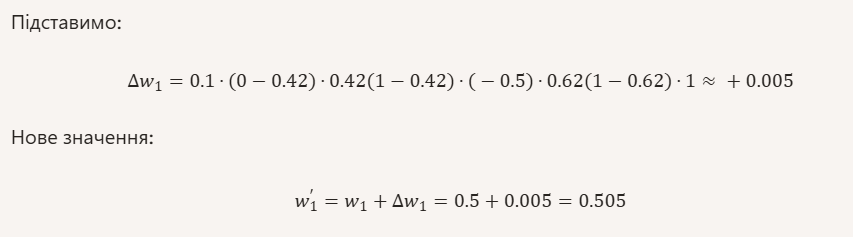 Підставимо:
Δw₁ = 0.1 · (0 − 0.42) · 0.42(1 − 0.42) · ( − 0.5) · 0.62(1 − 0.62) · 1 ≈ + 0.005
Нове значення:
w₁′ = w₁ + Δw₁ = 0.5 + 0.005 = 0.505